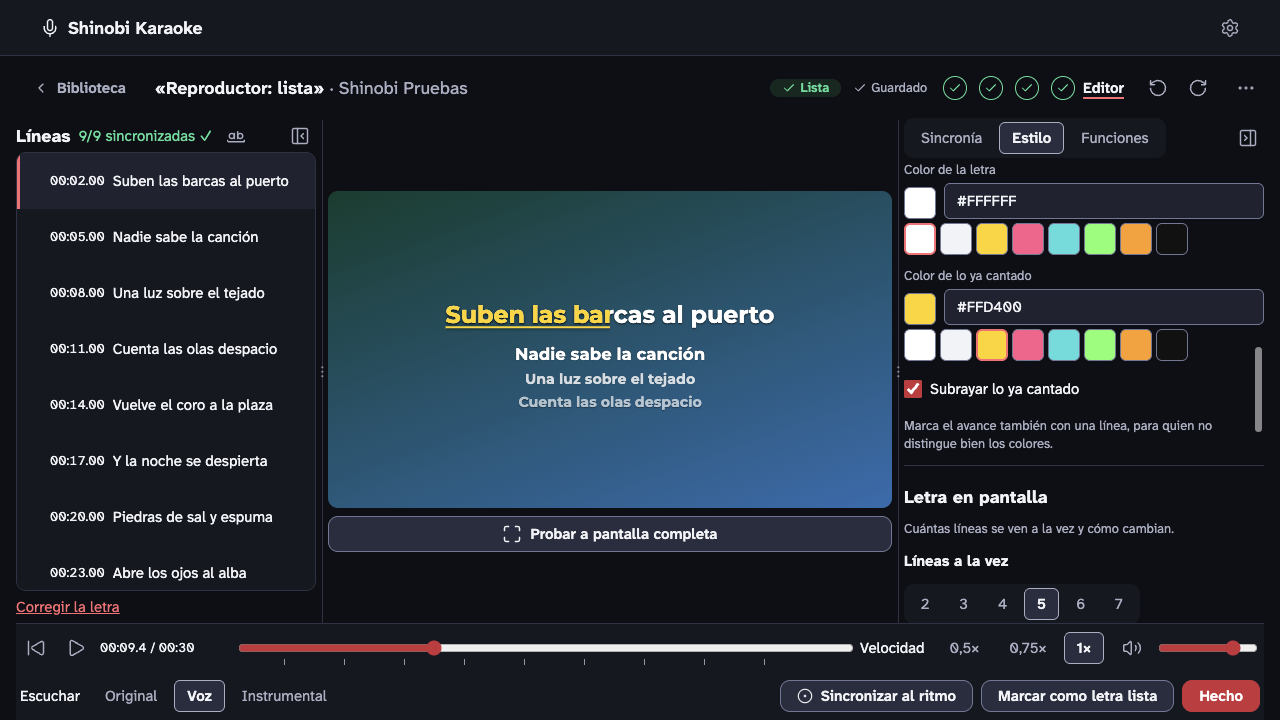 Shinobi Karaoke
Biblioteca
«Reproductor: lista» · Shinobi Pruebas
Lista
Guardado
Editor
Líneas
9/9 sincronizadas
ab
00:02.00 Suben las barcas al puerto
00:05.00 Nadie sabe la canción
00:08.00 Una luz sobre el tejado
00:11.00 Cuenta las olas despacio
00:14.00 Vuelve el coro a la plaza
00:17.00 Y la noche se despierta
00:20.00 Piedras de sal y espuma
00:23.00 Abre los ojos al alba
Corregir la letra
Suben las barcas al puerto
Nadie sabe la canción
Una luz sobre el tejado
Cuenta las olas despacio
Probar a pantalla completa
Sincronía
Estilo
Funciones
Color de la letra
#FFFFFF
Color de lo ya cantado
#FFD400
Subrayar lo ya cantado
Marca el avance también con una línea, para quien no
distingue bien los colores.
Letra en pantalla
Cuántas líneas se ven a la vez y cómo cambian.
Líneas a la vez
2 3 4 5 6 7
00:09.4 / 00:30
Velocidad
0,5×
0,75×
1×
Escuchar
Original
Voz
Instrumental
Sincronizar al ritmo
Marcar como letra lista
Hecho